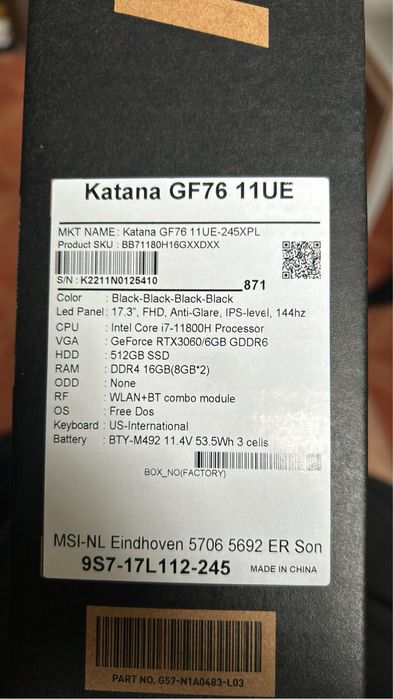 Katana GF76 11UE
MKT NAME : Katana GF76 11UE-245XPL
Product SKU : BB71180H16GXXDXX
S/N : K2211N0125410
871
Color : Black-Black-Black-Black
Led Panel : 17.3", FHD, Anti-Glare, IPS-level, 144hz
CPU : Intel Core i7-11800H Processor
VGA : GeForce RTX3060/6GB GDDR6
HDD : 512GB SSD
RAM : DDR4 16GB(8GB*2)
ODD : None
RF : WLAN+BT combo module
OS : Free Dos
Keyboard : US-International
Battery : BTY-M492 11.4V 53.5Wh 3 cells
BOX_NO(FACTORY)
MSI-NL Eindhoven 5706 5692 ER Son
9S7-17L112-245 MADE IN CHINA
PART NO. G57-N1A0483-L03